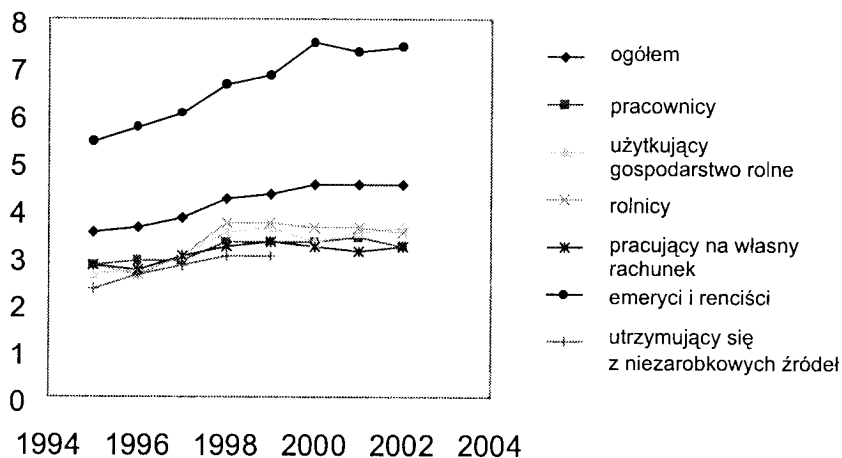 8
7
6
5
4
3
2
1
0
1994 1996 1998 2000 2002 2004
ogółem
pracownicy
użytkujący
gospodarstwo rolne
rolnicy
pracujący na własny
rachunek
emeryci i renciści
utrzymujący się
z niezarobkowych źródeł